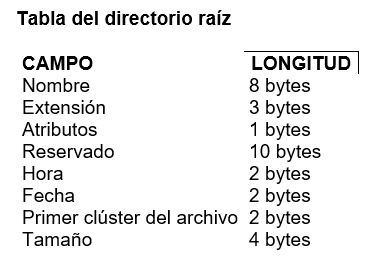 Tabla del directorio raíz
CAMPO LONGITUD
Nombre 8 bytes
Extensión 3 bytes
Atributos 1 bytes
Reservado 10 bytes
Hora 2 bytes
Fecha 2 bytes
Primer clúster del archivo 2 bytes
Tamaño 4 bytes